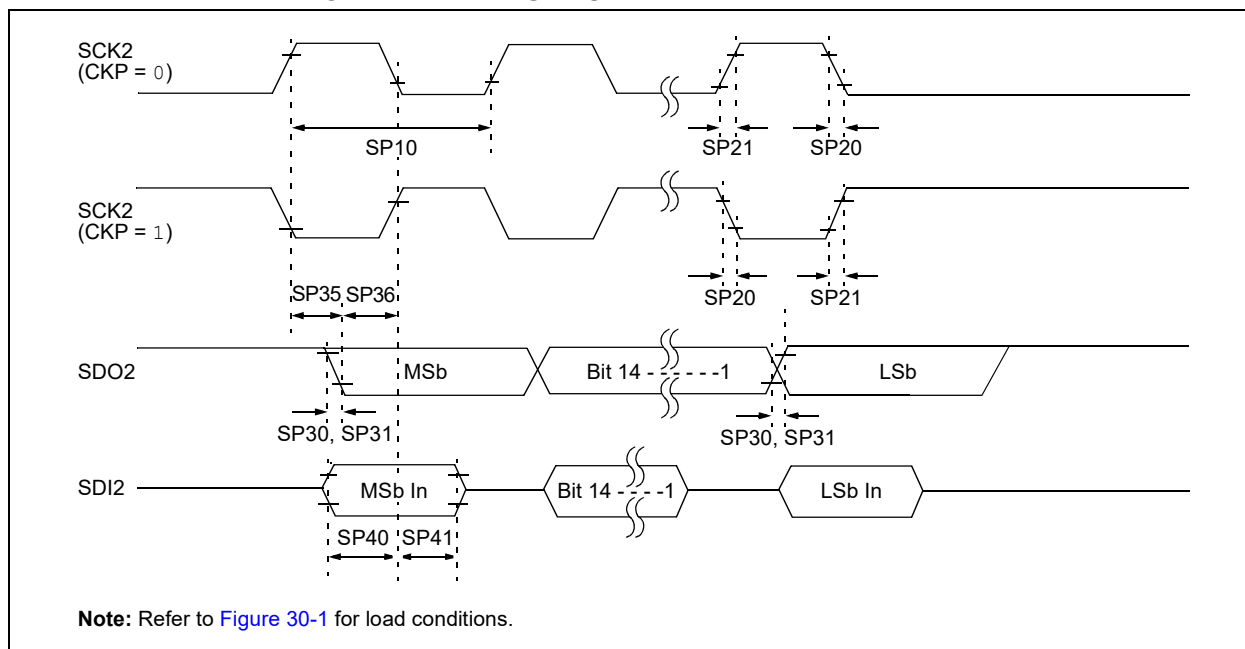 SCK2
(CKP = 0)
SP10
SP21
SP20
SCK2
(CKP = 1)
SP35
SP36
SP20
SP21
SDO2
MSb
Bit 14 - - - - - -1
LSb
SP30, SP31
SP30, SP31
SDI2
MSb In
Bit 14 - - - -1
LSb In
SP40
SP41
Note: Refer to Figure 30-1 for load conditions.